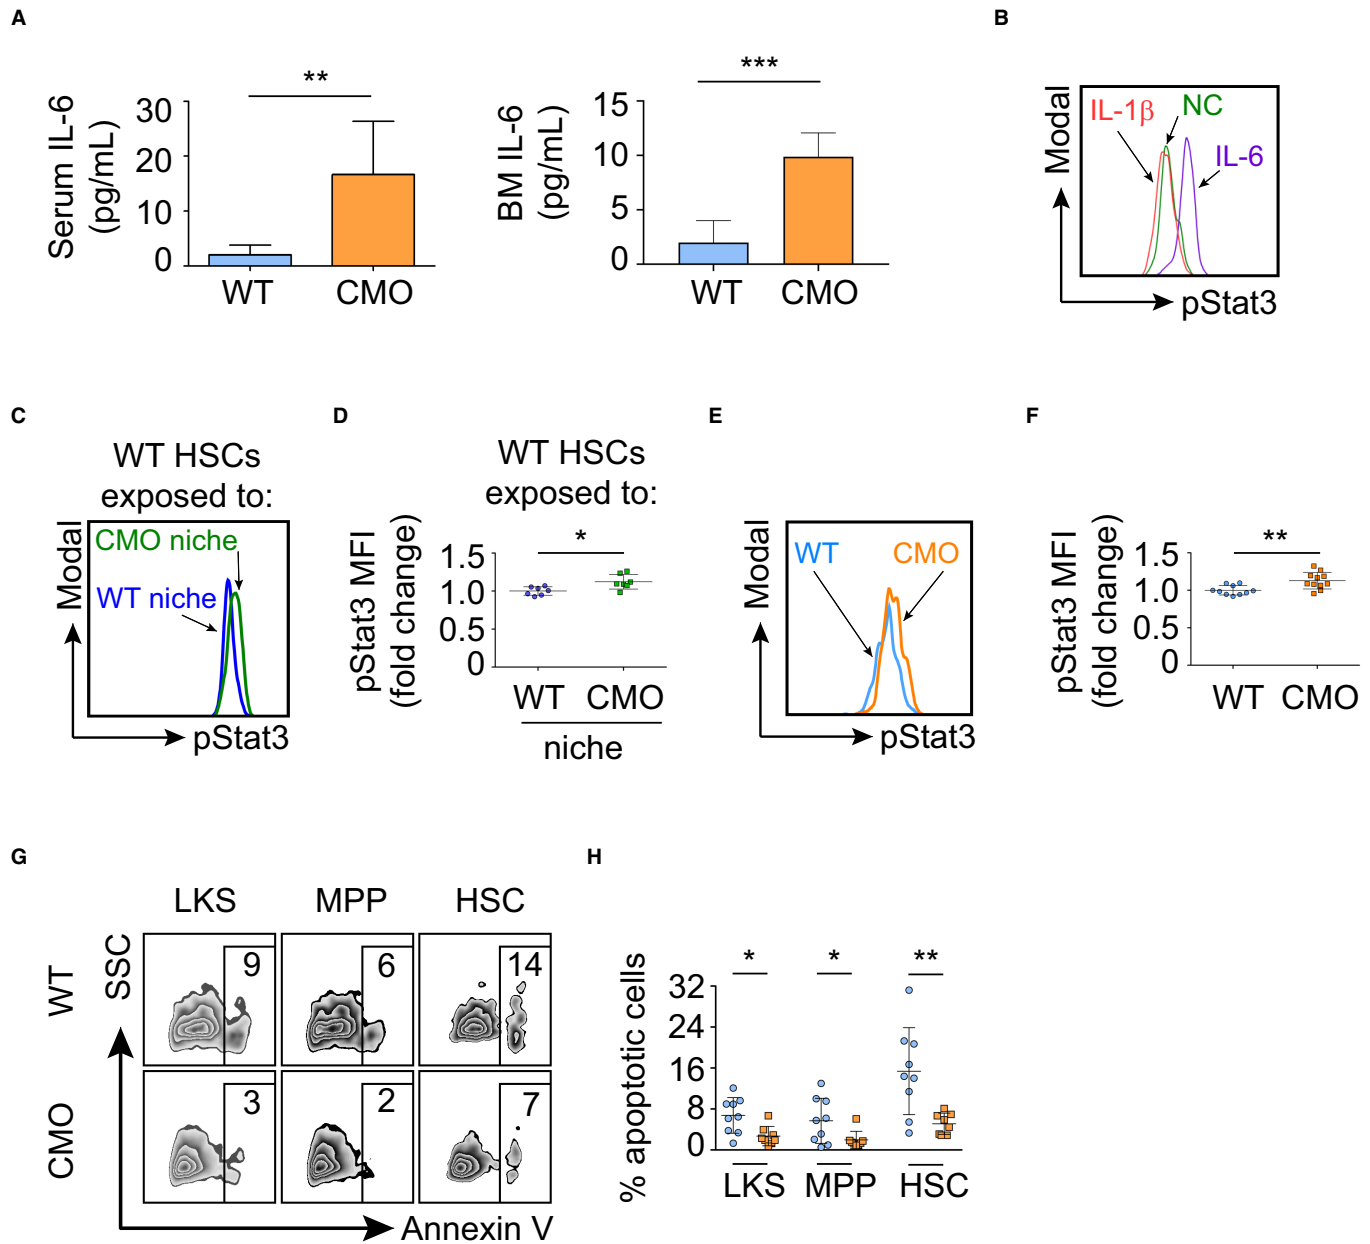 A
Serum IL-6
(pg/mL)
30
20
10
0
**
WT
CMO
BM IL-6
(pg/mL)
15
10
5
0
***
WT
CMO
B
Modal
IL-1β
NC
IL-6
pStat3
C
WT HSCs
exposed to:
Modal
CMO niche
WT niche
pStat3
D
WT HSCs
exposed to:
pStat3 MFI
(fold change)
1.5
1.0
0.5
0
*
WT
CMO
niche
E
Modal
WT
CMO
pStat3
F
pStat3 MFI
(fold change)
1.5
1.0
0.5
0
**
WT
CMO
G
LKS
MPP
HSC
WT
SSC
9
6
14
CMO
3
2
7
Annexin V
H
% apoptotic cells
32
24
16
8
0
*
*
**
LKS
MPP
HSC